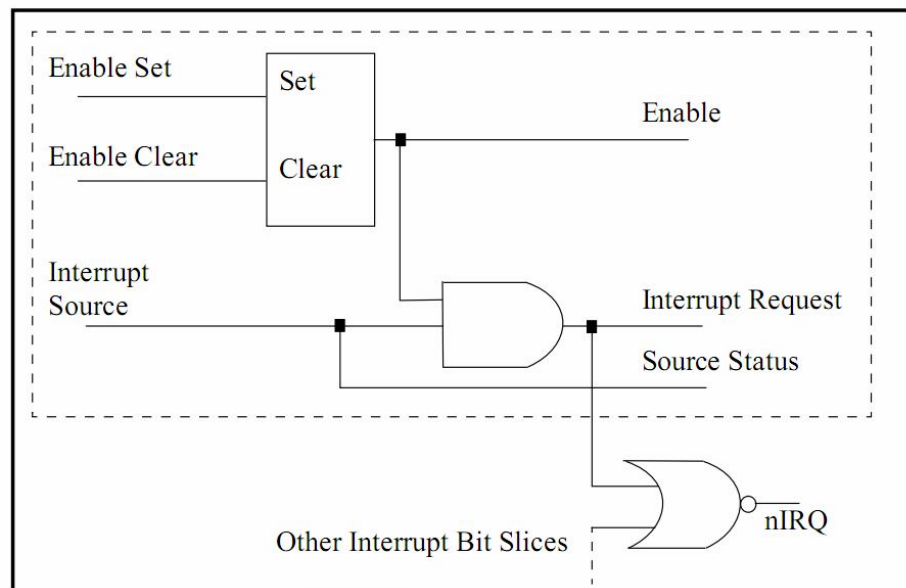 Enable Set
Set
Enable
Enable Clear
Clear
Interrupt
Source
Interrupt Request
Source Status
nIRQ
Other Interrupt Bit Slices